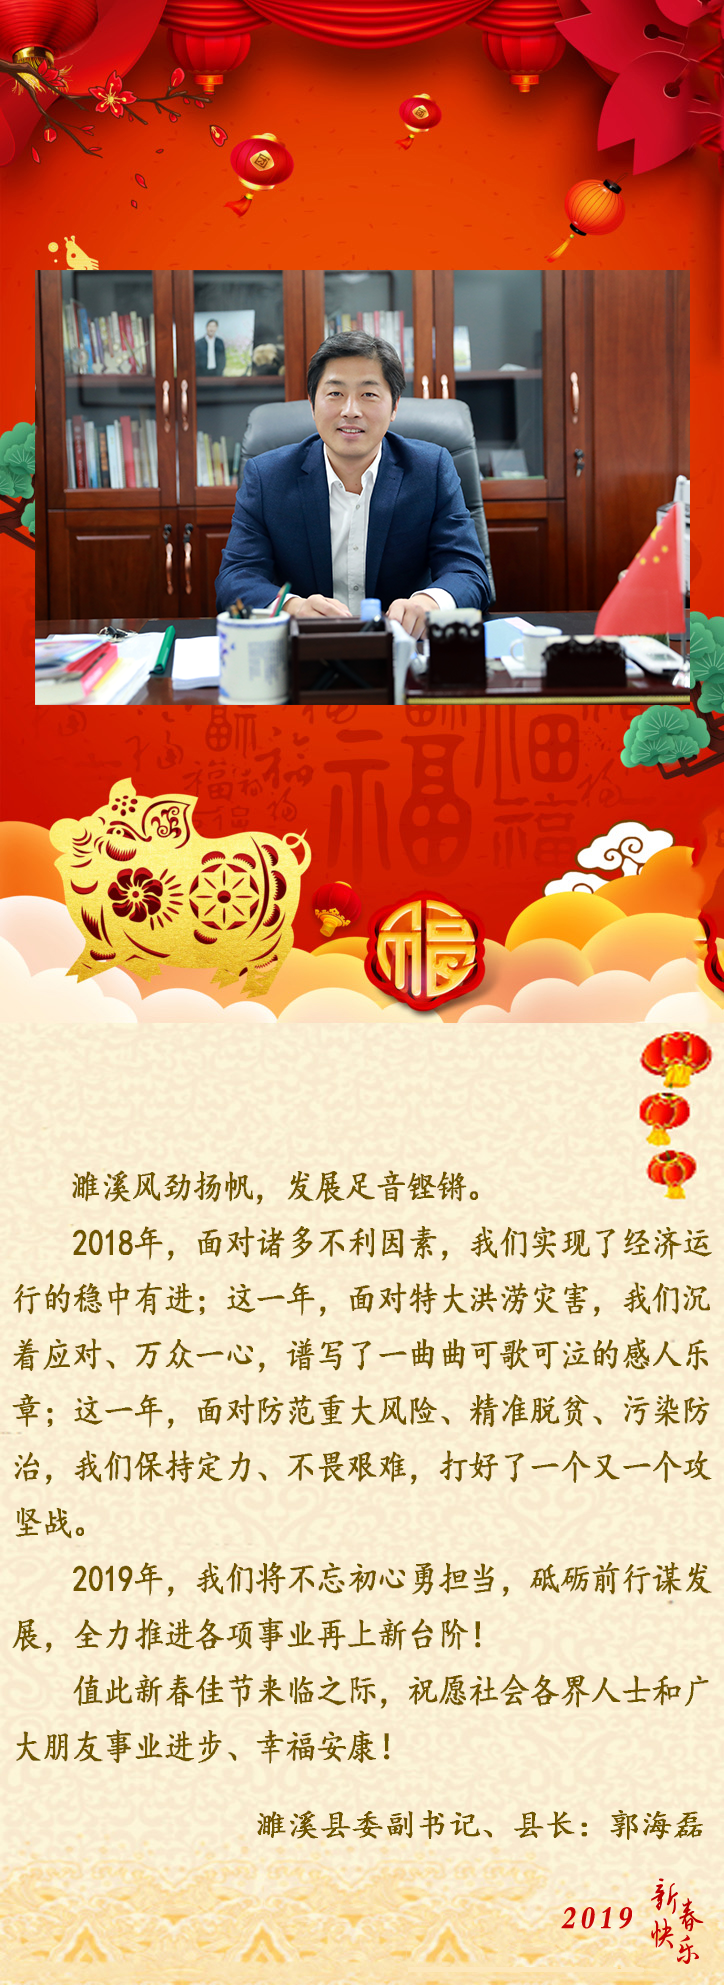 福
濉溪风劲扬帆，发展足音铿锵。
2018年，面对诸多不利因素，我们实现了经济运
行的稳中有进；这一年，面对特大洪涝灾害，我们沉
着应对、万众一心，谱写了一曲曲可歌可泣的感人乐
章；这一年，面对防范重大风险、精准脱贫、污染防
治，我们保持定力、不畏艰难，打好了一个又一个攻
坚战。
2019年，我们将不忘初心勇担当，砥砺前行谋发
展，全力推进各项事业再上新台阶！
值此新春佳节来临之际，祝愿社会各界人士和广
大朋友事业进步、幸福安康！
濉溪县委副书记、县长：郭海磊
2019 新春快乐